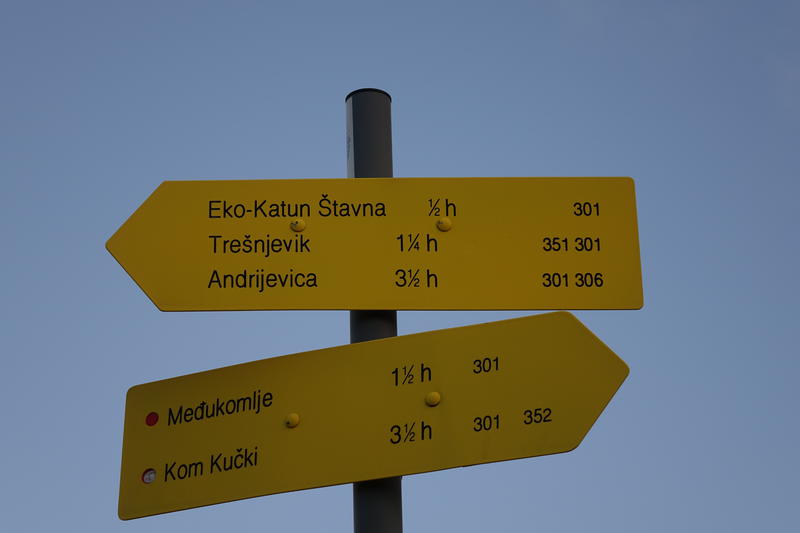 Eko-Katun Štavna ½ h 301
Trešnjevik 1¼ h 351 301
Andrijevica 3½ h 301 306
Međukomlje 1½ h 301
Kom Kučki 3½ h 301 352